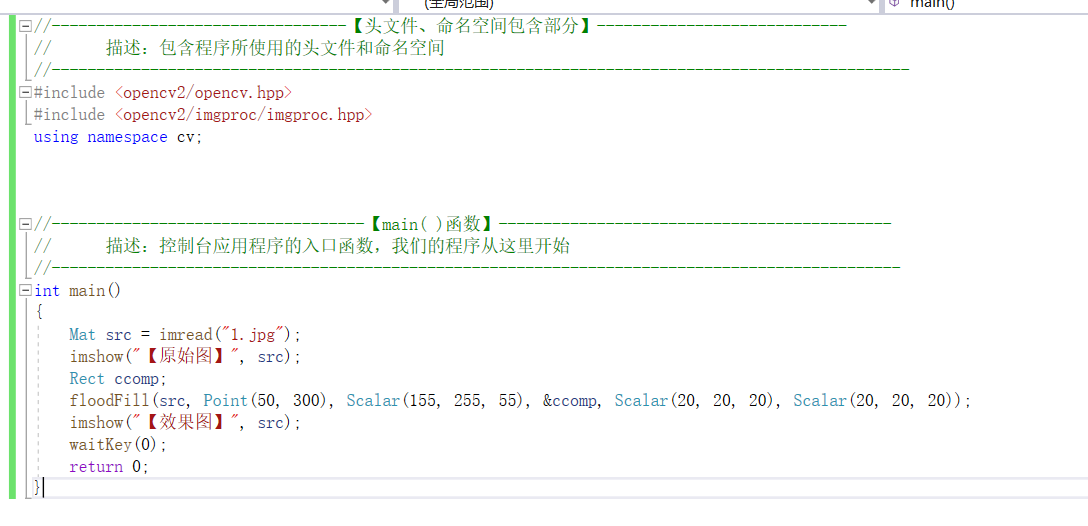 (全局范围) main()
//---------------------------------【头文件、命名空间包含部分】----------------------------
//      描述：包含程序所使用的头文件和命名空间
//------------------------------------------------------------------------------------------------
#include <opencv2/opencv.hpp>
#include <opencv2/imgproc/imgproc.hpp>
using namespace cv;
//-----------------------------------【main( )函数】--------------------------------------------
//      描述：控制台应用程序的入口函数，我们的程序从这里开始
//-----------------------------------------------------------------------------------------------
int main()
{
    Mat src = imread("1.jpg");
    imshow("【原始图】", src);
    Rect ccomp;
    floodFill(src, Point(50, 300), Scalar(155, 255, 55), &ccomp, Scalar(20, 20, 20), Scalar(20, 20, 20));
    imshow("【效果图】", src);
    waitKey(0);
    return 0;
}